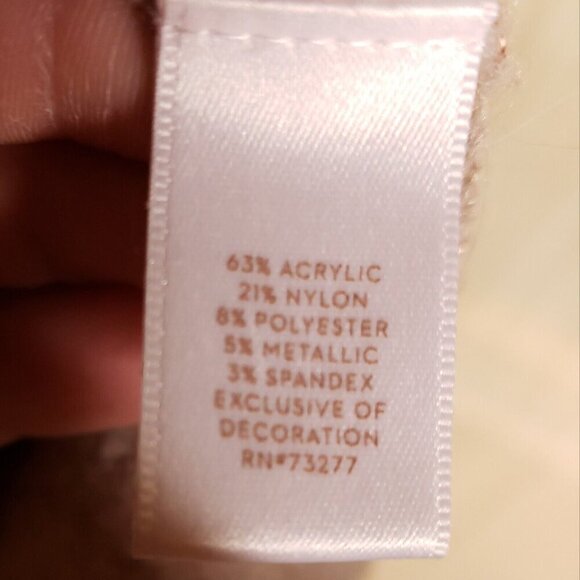 63% ACRYLIC
21% NYLON
8% POLYESTER
5% METALLIC
3% SPANDEX
EXCLUSIVE OF
DECORATION
RN#73277